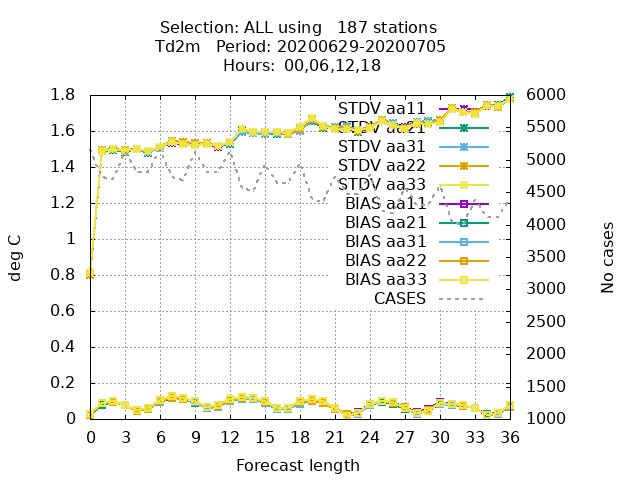 Selection: ALL using   187 stations
Td2m   Period: 20200629-20200705
Hours: 00,06,12,18
1.8
1.6
1.4
1.2
1
0.8
0.6
0.4
0.2
0
deg C
STDV aa11
STDV aa21
STDV aa31
STDV aa22
STDV aa33
BIAS aa11
BIAS aa21
BIAS aa31
BIAS aa22
BIAS aa33
CASES
6000
5500
5000
4500
4000
3500
3000
2500
2000
1500
1000
No cases
0 3 6 9 12 15 18 21 24 27 30 33 36
Forecast length